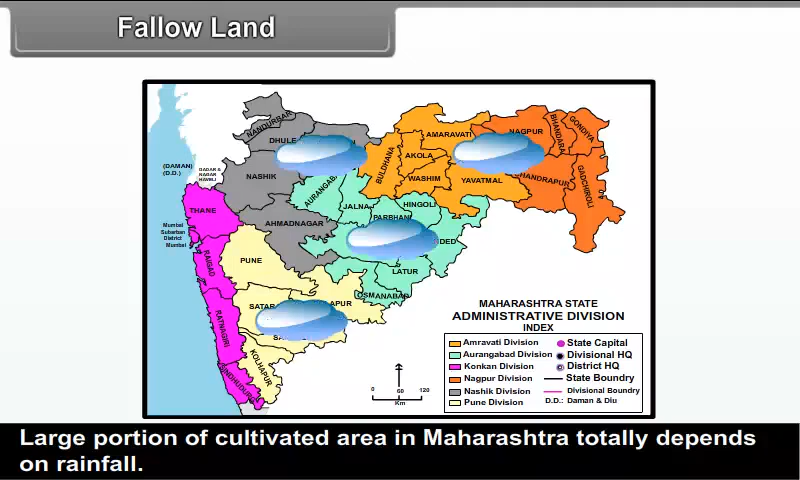 Fallow Land
NANDURBAR
DHULE
NASHIK
(DAMAN)
(D.D.)
DADAR &
NAGAR
HAVELI
THANE
Mumbai
Suburban
District
Mumbai
RAIGAD
RATNAGIRI
SINDHUDURG
AHMADNAGAR
PUNE
KOLHAPUR
JALNA
PARBHANI
HINGOLI
LATUR
OSMANABAD
BULDHANA
AKOLA
AMARAVATI
WASHIM
YAVATMAL
NAGPUR
BHANDARA
GONDIYA
CHANDRAPUR
GADCHIROLI
MAHARASHTRA STATE
ADMINISTRATIVE DIVISION
INDEX
Amravati Division
Aurangabad Division
Konkan Division
Nagpur Division
Nashik Division
Pune Division
State Capital
Divisional HQ
District HQ
State Boundry
Divisional Boundry
D.D.: Daman & Diu
0 60 120
Km
Large portion of cultivated area in Maharashtra totally depends
on rainfall.